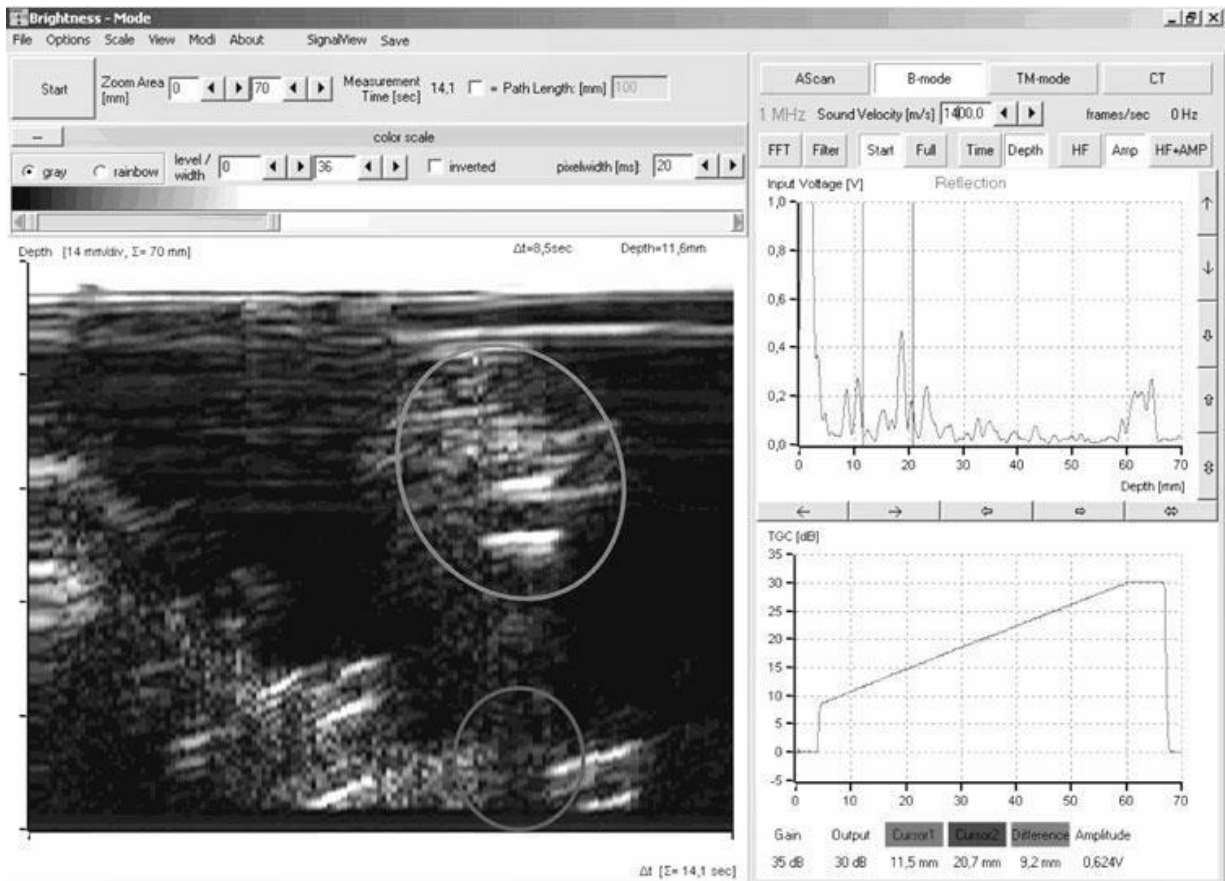 Brightness - Mode
File Options Scale View Modi About SignalView Save
Start
Zoom Area [mm] 0 70 Measurement Time [sec] 14,1 = Path Length: [mm] 100
color scale
gray rainbow level / width 0 36 inverted pixelwidth [ms]: 20
Depth [14 mm/div, Σ= 70 mm] Δt=8,5sec Depth=11,6mm
Δt [Σ= 14,1 sec]
AScan B-mode TM-mode CT
1 MHz Sound Velocity [m/s] 1400,0 frames/sec 0 Hz
FFT Filter Start Full Time Depth HF Amp HF+AMP
Input Voltage [V] Reflection
1,0
0,8
0,6
0,4
0,2
0,0
0 10 20 30 40 50 60 70
Depth [mm]
TGC [dB]
35
30
25
20
15
10
5
0
-5
0 10 20 30 40 50 60 70
Gain Output Cursor1 Cursor2 Difference Amplitude
35 dB 30 dB 11,5 mm 20,7 mm 9,2 mm 0,624V